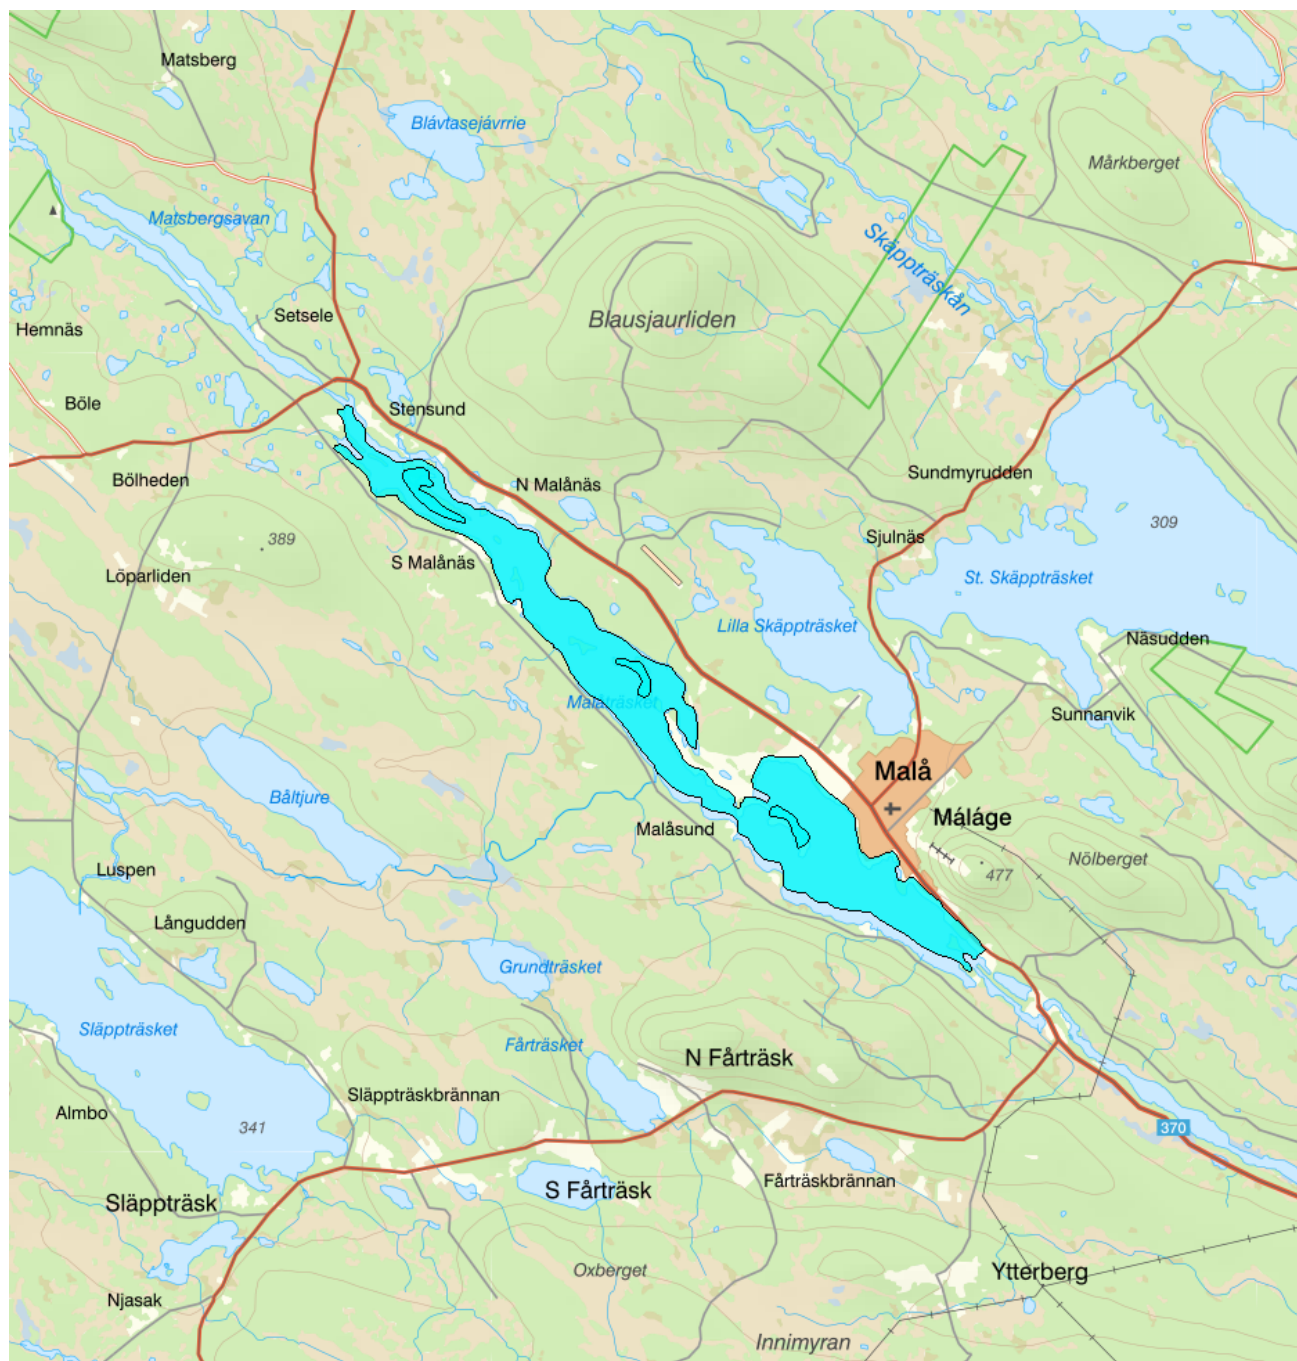 Matsberg
Blávtasejávrrie
Mårkberget
Matsbergsavan
Skäppträskån
Setsele
Hemnäs
Blausjaurliden
Böle
Stensund
Bölheden
N Malånäs
Sundmyrudden
309
389
Sjulnäs
S Malånäs
Löparliden
St. Skäppträsket
Lilla Skäppträsket
Näsudden
Malåträsket
Sunnanvik
Malå
Båltjure
Malåsund
Máláge
Nölberget
Luspen
477
Långudden
Grundträsket
Släppträsket
Fårträsket
N Fårträsk
Släppträskbrännan
Almbo
341
370
Fårträskbrännan
S Fårträsk
Släppträsk
Oxberget
Ytterberg
Njasak
Innimyran